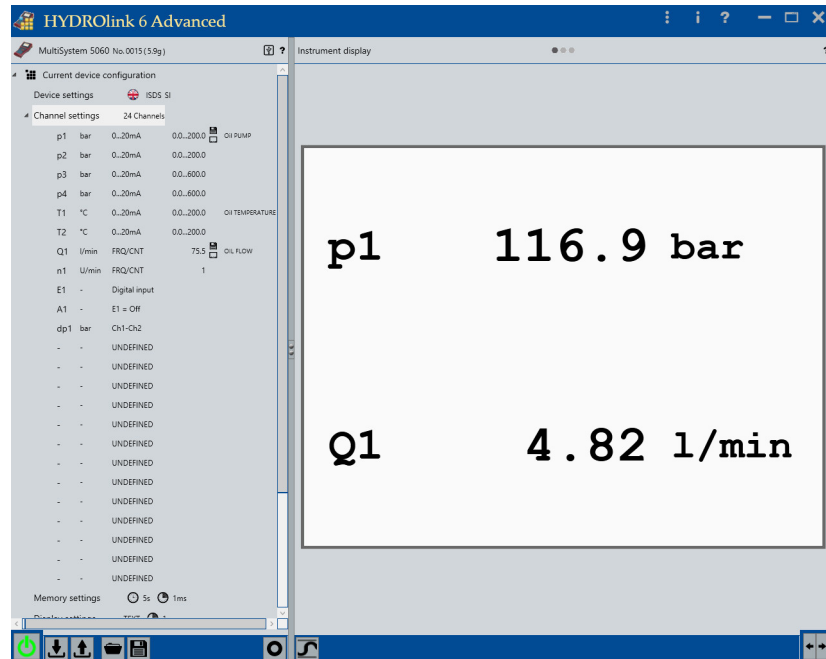 HYDROlink 6 Advanced
MultiSystem 5060 No. 0015 (5.9g) ?
Instrument display
Current device configuration
Device settings ISDS SI
Channel settings 24 Channels
p1 bar 0...20mA 0.0...200.0 OIl PUMP
p2 bar 0...20mA 0.0...200.0
p3 bar 0...20mA 0.0...600.0
p4 bar 0...20mA 0.0...600.0
T1 °C 0...20mA 0.0...200.0 OIl TEMPERATURE
T2 °C 0...20mA 0.0...200.0
Q1 l/min FRQ/CNT 75.5 OIL FLOW
n1 U/min FRQ/CNT 1
E1 - Digital input
A1 - E1 = Off
dp1 bar Ch1-Ch2
- - UNDEFINED
- - UNDEFINED
- - UNDEFINED
- - UNDEFINED
- - UNDEFINED
- - UNDEFINED
- - UNDEFINED
- - UNDEFINED
- - UNDEFINED
- - UNDEFINED
- - UNDEFINED
- - UNDEFINED
- - UNDEFINED
Memory settings 5s 1ms
p1 116.9 bar
Q1 4.82 l/min